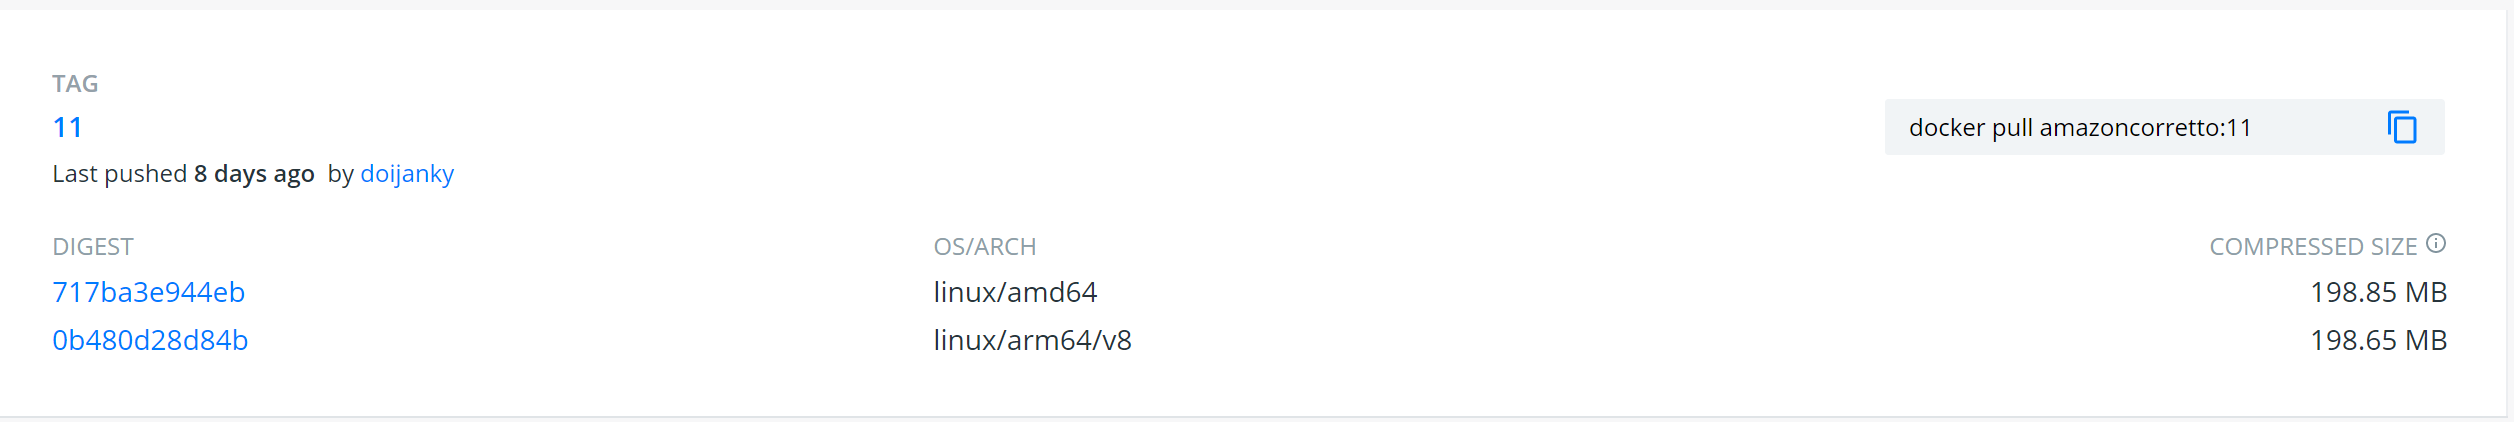 TAG
11
docker pull amazoncorretto:11
Last pushed 8 days ago by doijanky
DIGEST OS/ARCH COMPRESSED SIZE
717ba3e944eb linux/amd64 198.85 MB
0b480d28d84b linux/arm64/v8 198.65 MB